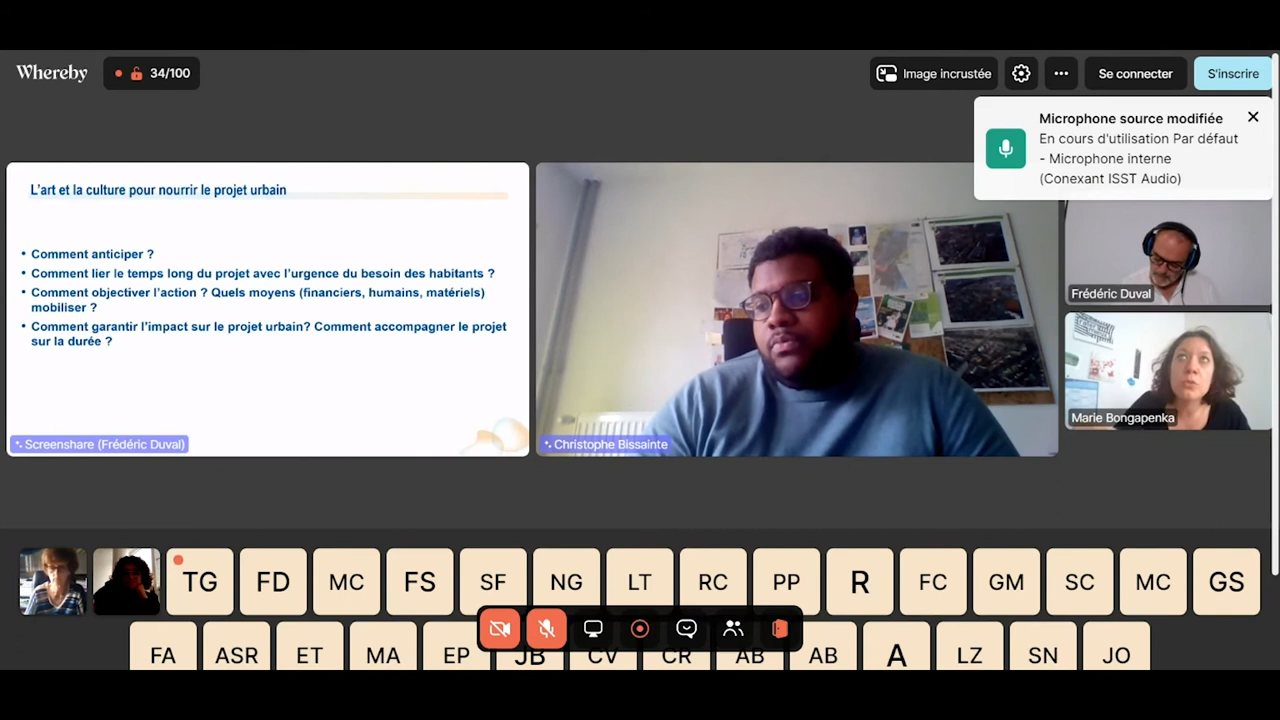 Whereby
34/100
Image incrustée
Se connecter
S'inscrire
Microphone source modifiée
En cours d'utilisation Par défaut
- Microphone interne
(Conexant ISST Audio)
L'art et la culture pour nourrir le projet urbain
• Comment anticiper ?
• Comment lier le temps long du projet avec l'urgence du besoin des habitants ?
• Comment objectiver l'action ? Quels moyens (financiers, humains, matériels)
mobiliser ?
• Comment garantir l'impact sur le projet urbain? Comment accompagner le projet
sur la durée ?
Screenshare (Frédéric Duval)
Christophe Bissainte
Frédéric Duval
Marie Bongapenka
TG FD MC FS SF NG LT RC PP R FC GM SC MC GS
FA ASR ET MA EP JB CV CR AB AB A LZ SN JO